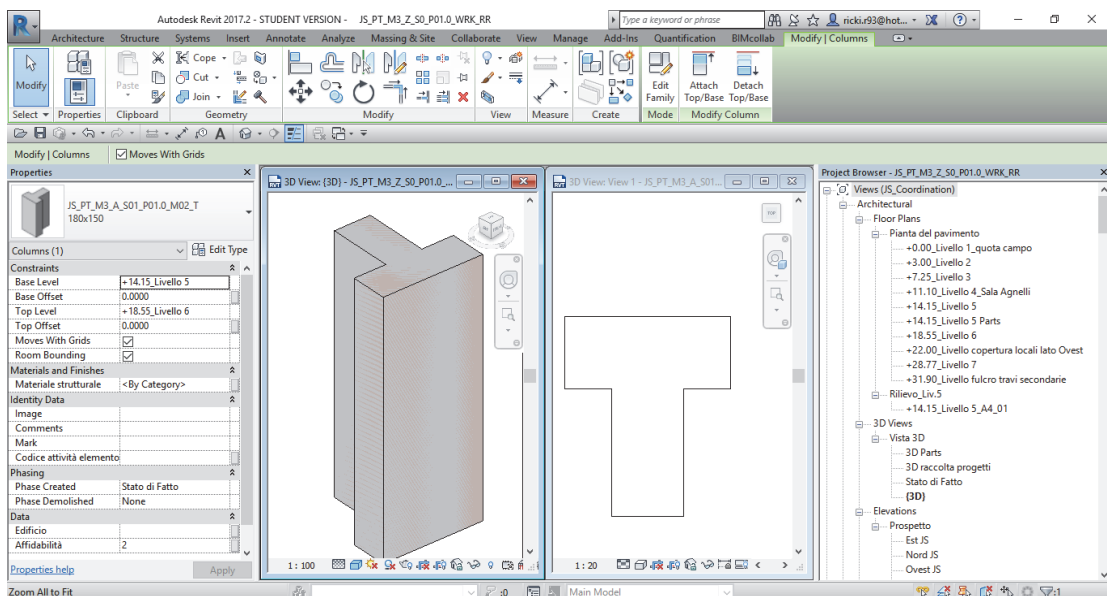 Autodesk Revit 2017.2 - STUDENT VERSION - JS_PT_M3_Z_S0_P01.0_WRK_RR
Type a keyword or phrase
ricki.r93@hot...
Architecture Structure Systems Insert Annotate Analyze Massing & Site Collaborate View Manage Add-Ins Quantification BIMcollab Modify | Columns
Modify
Paste
Cope
Cut
Join
Edit Family
Attach Top/Base
Detach Top/Base
Select Properties Clipboard Geometry Modify View Measure Create Mode Modify Column
Modify | Columns Moves With Grids
Properties
JS_PT_M3_A_S01_P01.0_M02_T
180x150
Columns (1) Edit Type
Constraints
Base Level +14.15_Livello 5
Base Offset 0.0000
Top Level +18.55_Livello 6
Top Offset 0.0000
Moves With Grids
Room Bounding
Materials and Finishes
Materiale strutturale <By Category>
Identity Data
Image
Comments
Mark
Codice attività elemento
Phasing
Phase Created Stato di Fatto
Phase Demolished None
Data
Edificio
Affidabilità 2
Properties help Apply
3D View: {3D} - JS_PT_M3_Z_S0_P01.0_...
1 : 100
3D View: View 1 - JS_PT_M3_A_S01...
TOP
1 : 20
Project Browser - JS_PT_M3_Z_S0_P01.0_WRK_RR
Views (JS_Coordination)
Architectural
Floor Plans
Pianta del pavimento
+0.00_Livello 1_quota campo
+3.00_Livello 2
+7.25_Livello 3
+11.10_Livello 4_Sala Agnelli
+14.15_Livello 5
+14.15_Livello 5 Parts
+18.55_Livello 6
+22.00_Livello copertura locali lato Ovest
+28.77_Livello 7
+31.90_Livello fulcro travi secondarie
Rilievo_Liv.5
+14.15_Livello 5_A4_01
3D Views
Vista 3D
3D Parts
3D raccolta progetti
Stato di Fatto
{3D}
Elevations
Prospetto
Est JS
Nord JS
Ovest JS
Zoom All to Fit
:0
Main Model
:1